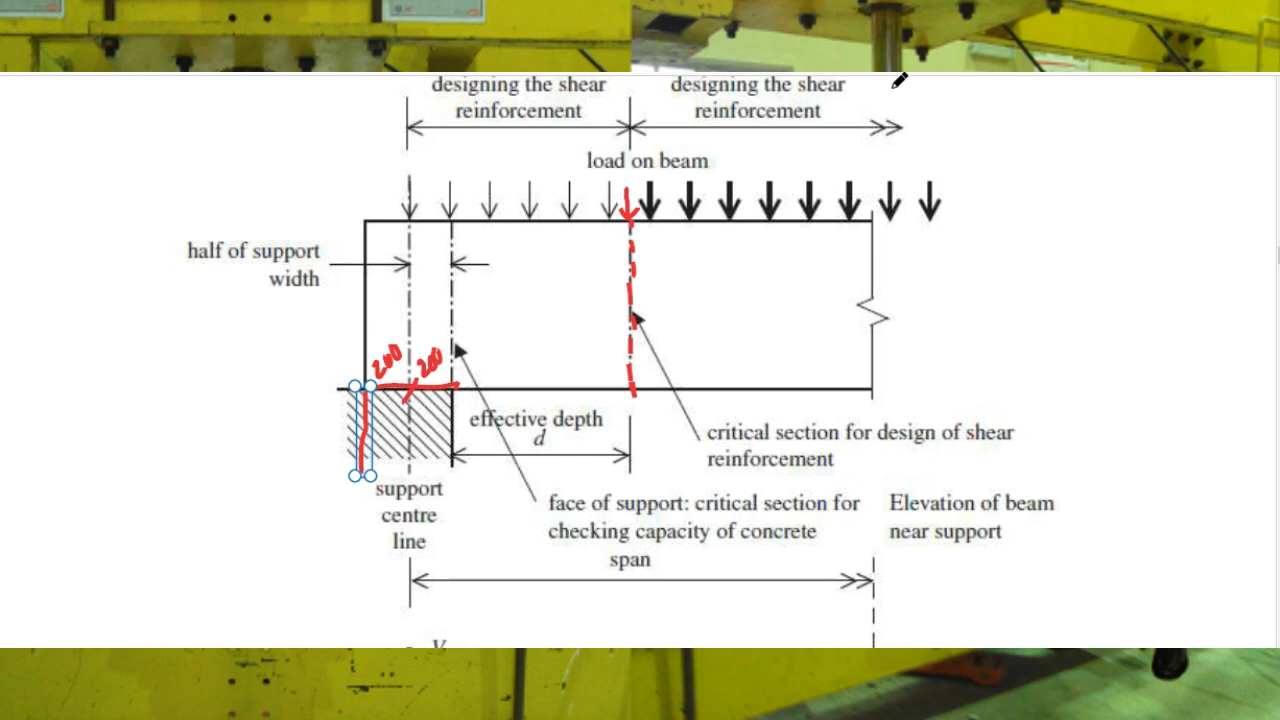 designing the shear
reinforcement
designing the shear
reinforcement
load on beam
half of support
width
200
200
effective depth
d
critical section for design of shear
reinforcement
support
centre
line
face of support: critical section for
checking capacity of concrete
Elevation of beam
near support
span
V